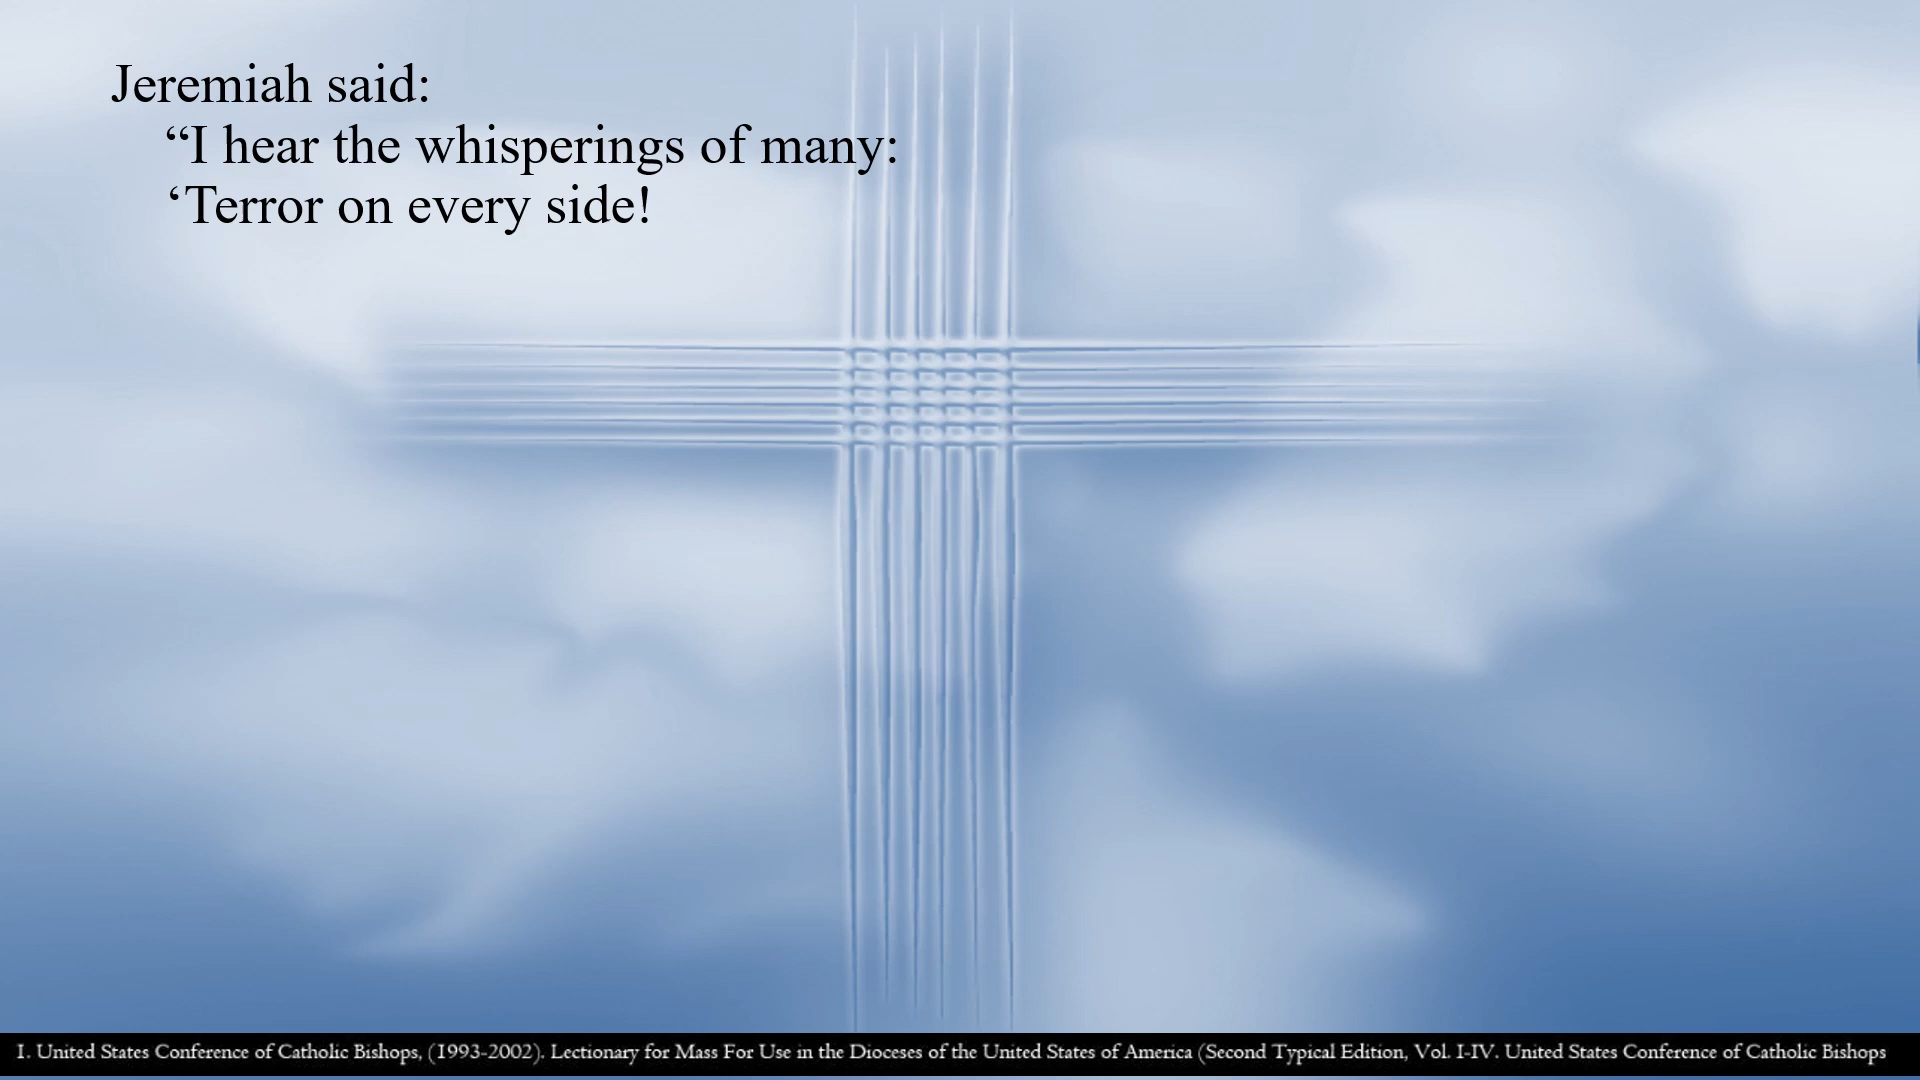 Jeremiah said:
“I hear the whisperings of many:
‘Terror on every side!
1. United States Conference of Catholic Bishops, (1993-2002). Lectionary for Mass For Use in the Dioceses of the United States of America (Second Typical Edition, Vol. I-IV. United States Conference of Catholic Bishops